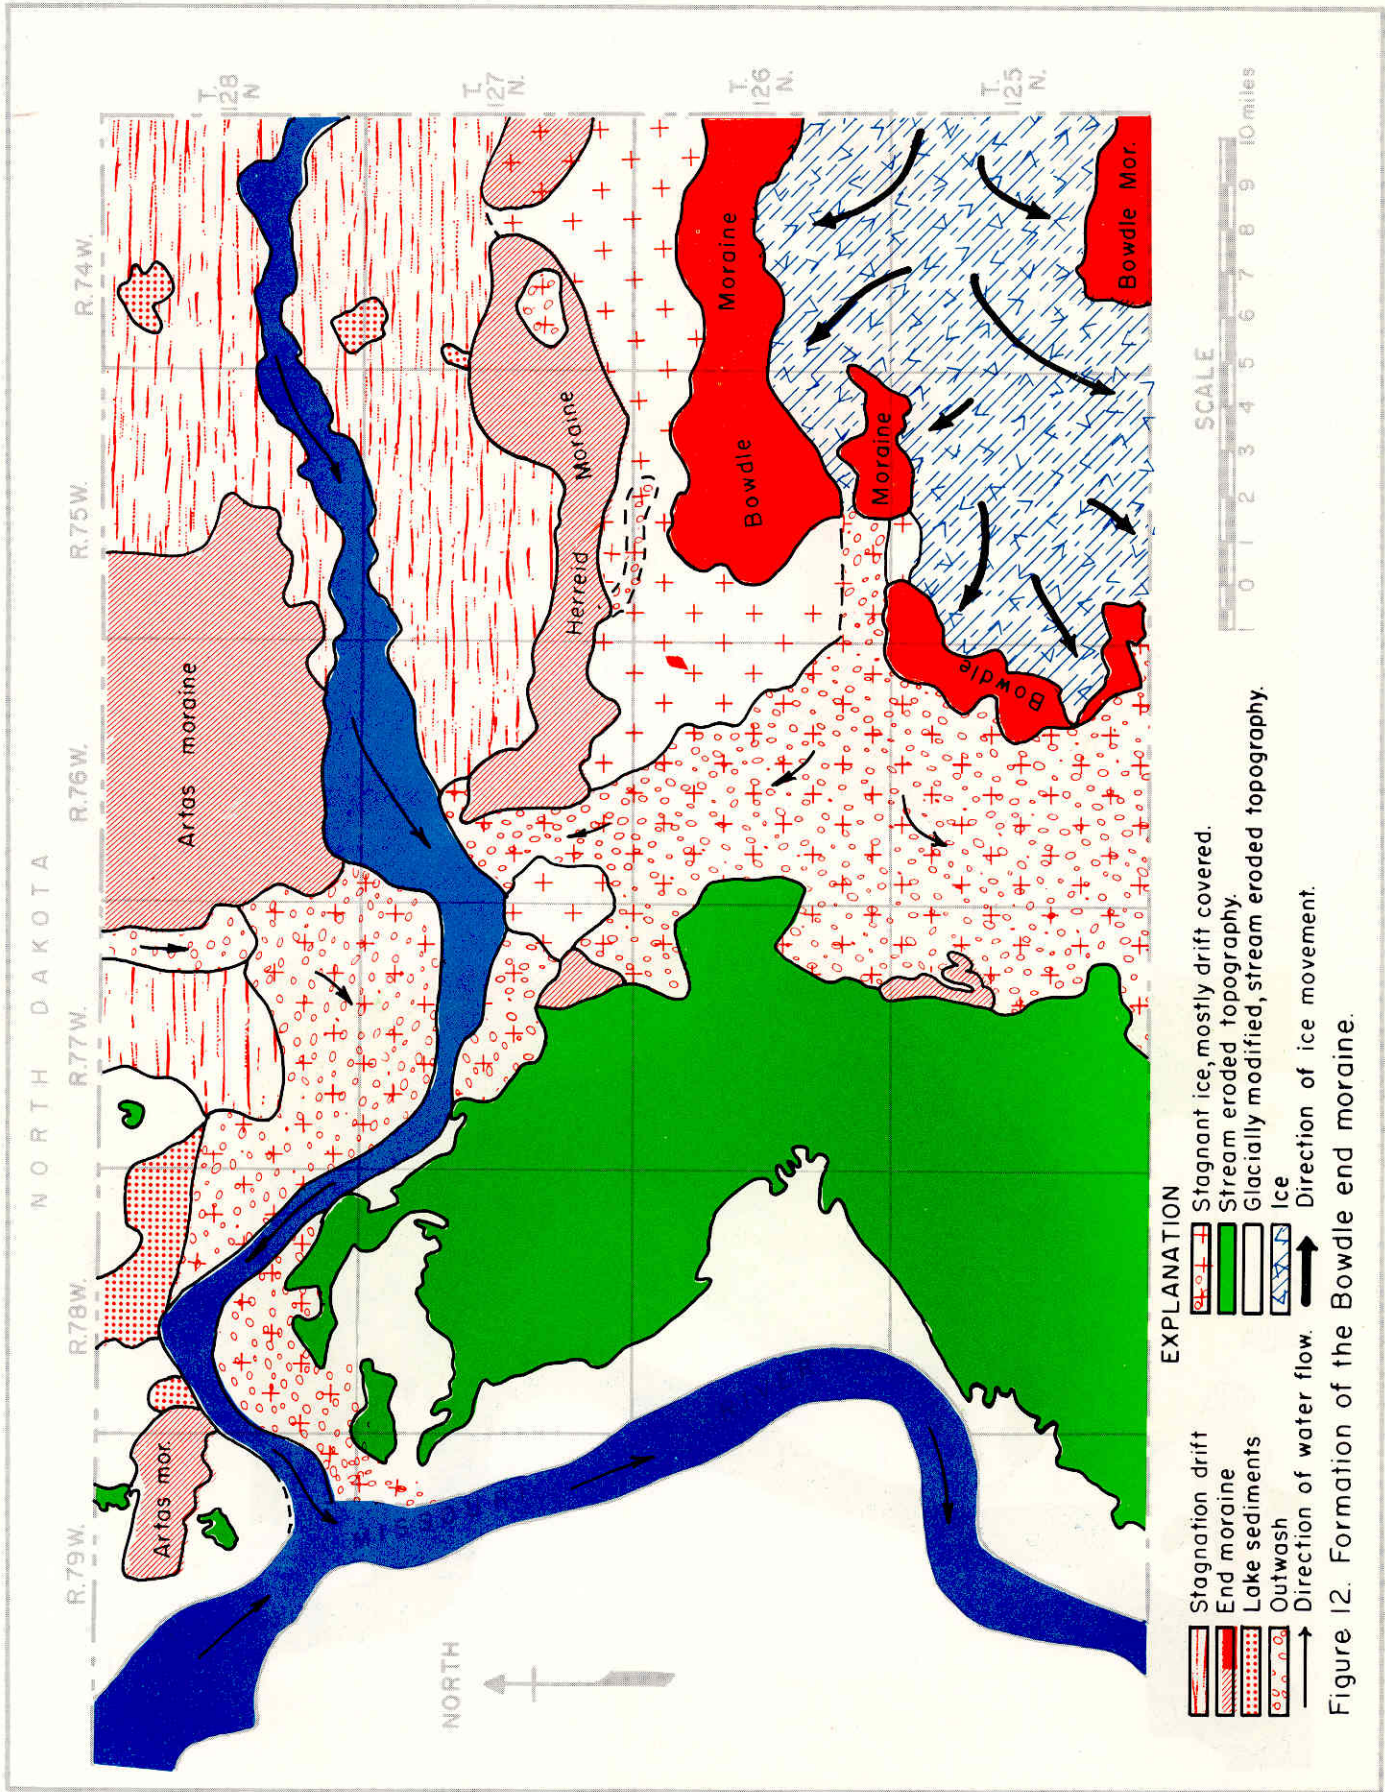 NORTH DAKOTA
R.79W.
R.78W.
R.77W.
R.76W.
R.75W.
R.74W.
T.
128
N
T.
127
N.
T.
126
N.
T.
125
N.
Artas mor.
Artas moraine
Herreid
Moraine
Bowdle
Moraine
Moraine
Bowdle
Bowdle Mor.
MISSOURI
RIVER
NORTH
EXPLANATION
Stagnation drift
End moraine
Lake sediments
Outwash
Direction of water flow.
Stagnant ice, mostly drift covered.
Stream eroded topography.
Glacially modified, stream eroded topography.
Ice
Direction of ice movement.
SCALE
1 0 1 2 3 4 5 6 7 8 9 10 miles
Figure 12. Formation of the Bowdle end moraine.